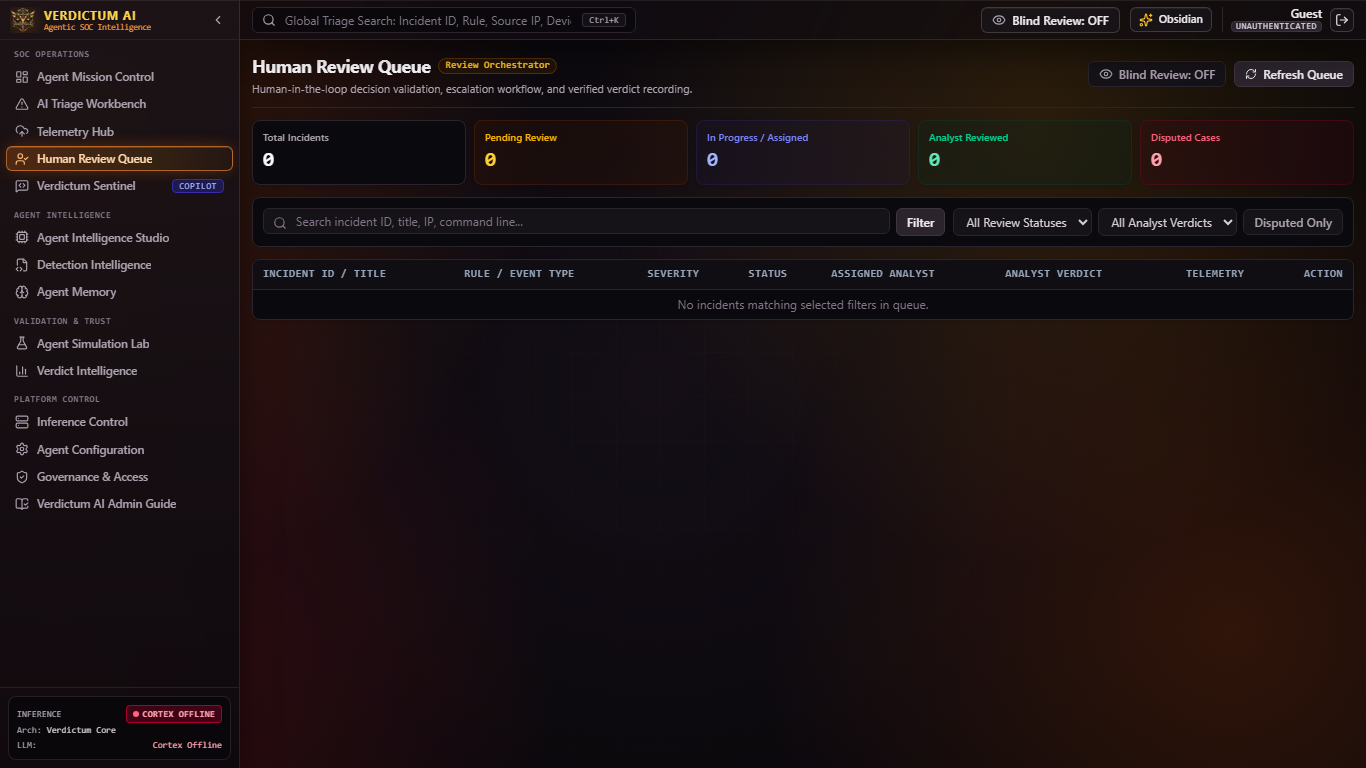 VERDICTUM AI
Agentic SOC Intelligence
SOC OPERATIONS
Agent Mission Control
AI Triage Workbench
Telemetry Hub
Human Review Queue
Verdictum Sentinel COPILOT
AGENT INTELLIGENCE
Agent Intelligence Studio
Detection Intelligence
Agent Memory
VALIDATION & TRUST
Agent Simulation Lab
Verdict Intelligence
PLATFORM CONTROL
Inference Control
Agent Configuration
Governance & Access
Verdictum AI Admin Guide
INFERENCE CORTEX OFFLINE
Arch: Verdictum Core
LLM: Cortex Offline
Global Triage Search: Incident ID, Rule, Source IP, Devi Ctrl+K
Blind Review: OFF
Obsidian
Guest
UNAUTHENTICATED
Human Review Queue Review Orchestrator
Human-in-the-loop decision validation, escalation workflow, and verified verdict recording.
Blind Review: OFF
Refresh Queue
Total Incidents
0
Pending Review
0
In Progress / Assigned
0
Analyst Reviewed
0
Disputed Cases
0
Search incident ID, title, IP, command line... Filter All Review Statuses All Analyst Verdicts Disputed Only
INCIDENT ID / TITLE RULE / EVENT TYPE SEVERITY STATUS ASSIGNED ANALYST ANALYST VERDICT TELEMETRY ACTION
No incidents matching selected filters in queue.